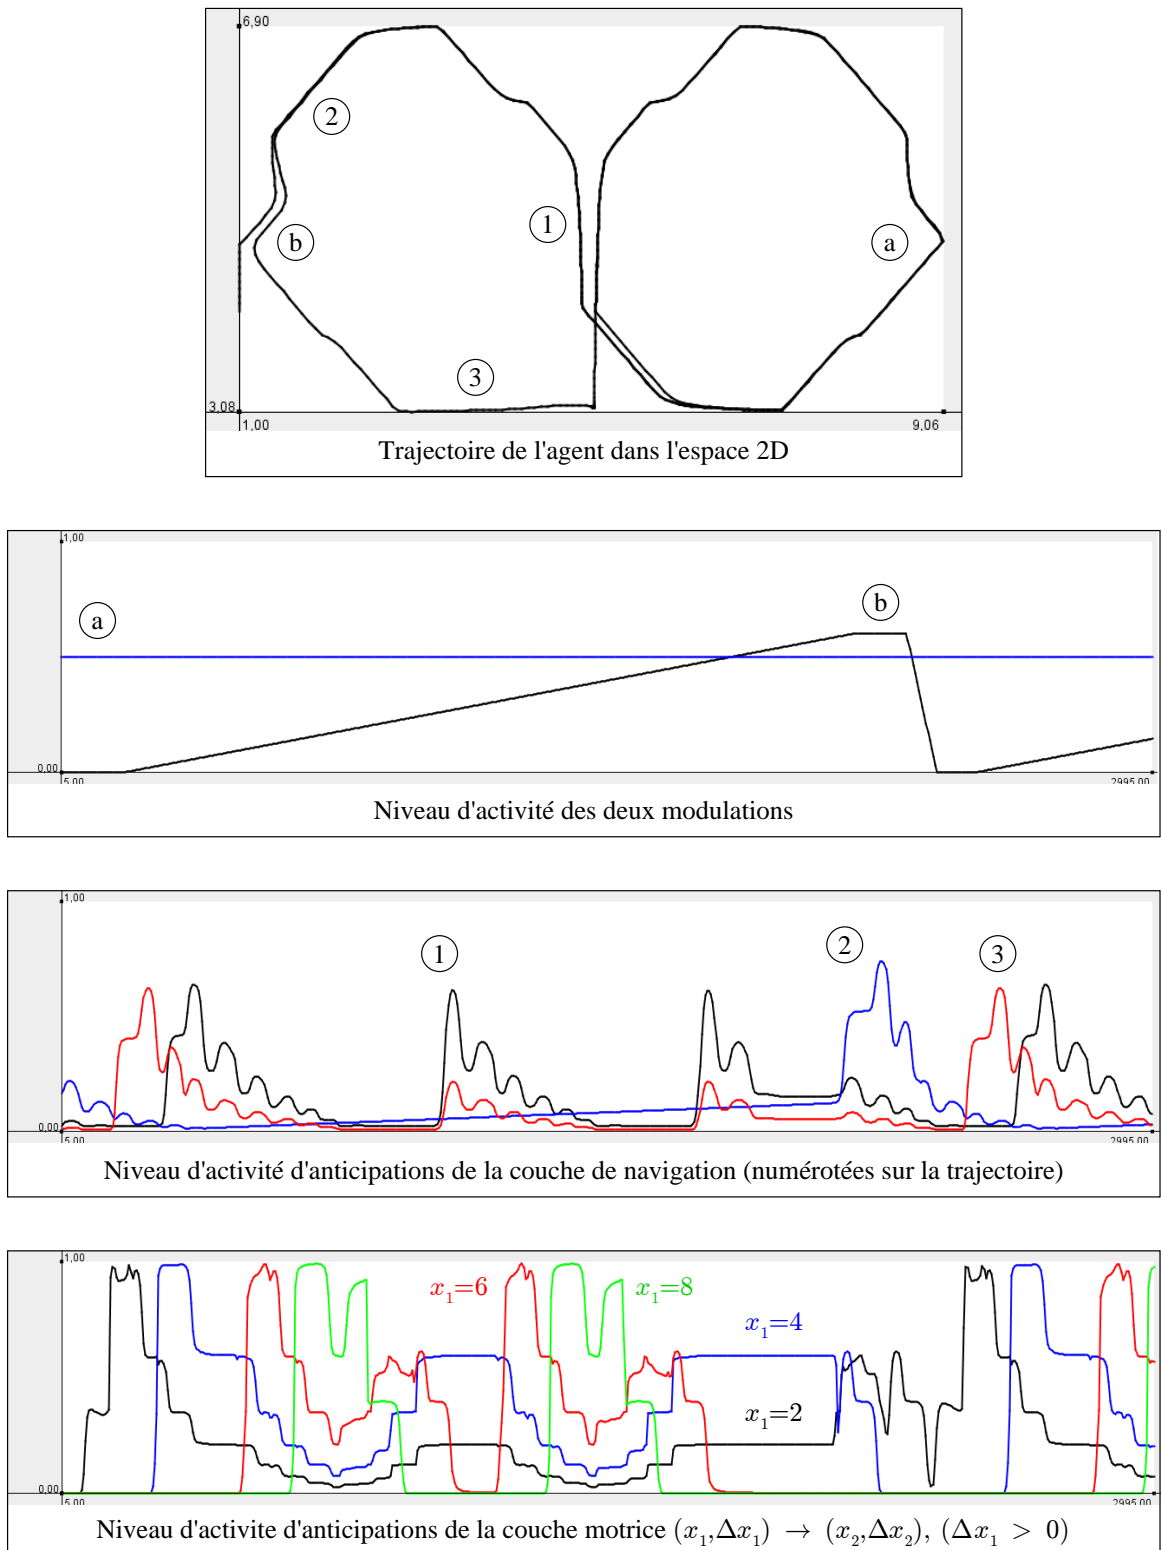 6,90
2
1
b
a
3
3,08
1,00
9,06
Trajectoire de l'agent dans l'espace 2D
1,00
a
b
0,00
5,00
2995,00
Niveau d'activité des deux modulations
1,00
1
2
3
0,00
5,00
2995,00
Niveau d'activité d'anticipations de la couche de navigation (numérotées sur la trajectoire)
1,00
x₁=6
x₁=8
x₁=4
x₁=2
0,00
5,00
2995,00
Niveau d'activite d'anticipations de la couche motrice (x₁,Δx₁) → (x₂,Δx₂), (Δx₁ > 0)